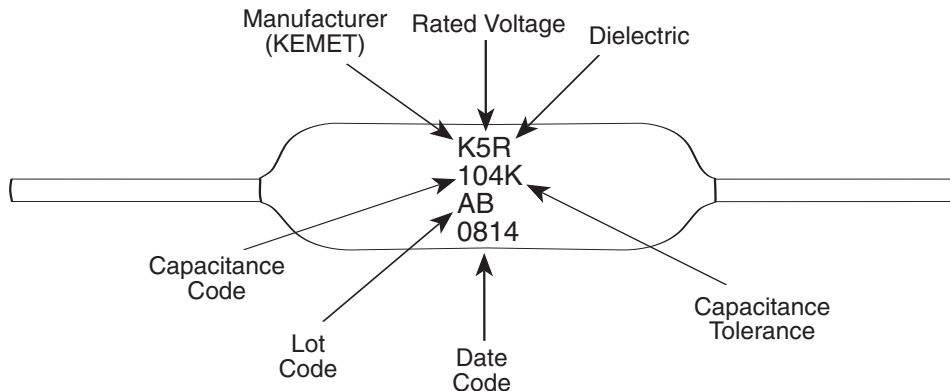 Manufacturer
(KEMET)
Rated Voltage
Dielectric
K5R
104K
AB
0814
Capacitance
Code
Lot
Code
Date
Code
Capacitance
Tolerance